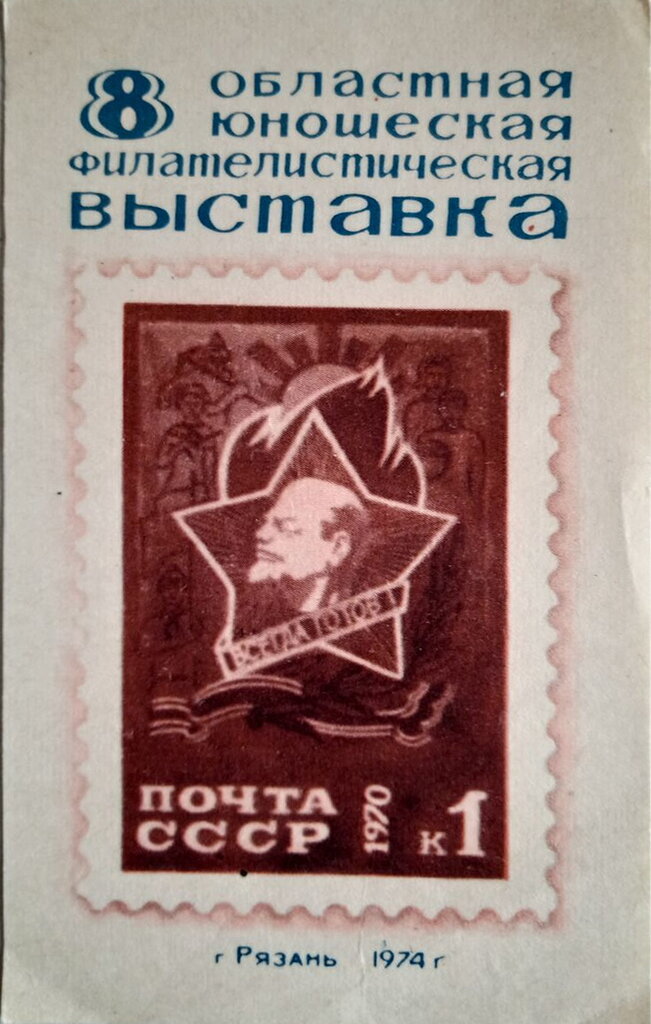 8 областная
юношеская
филателистическая
выставка
ВСЕГДА ГОТОВ!
ПОЧТА
СССР
1970
к 1
г Рязань 1974 г